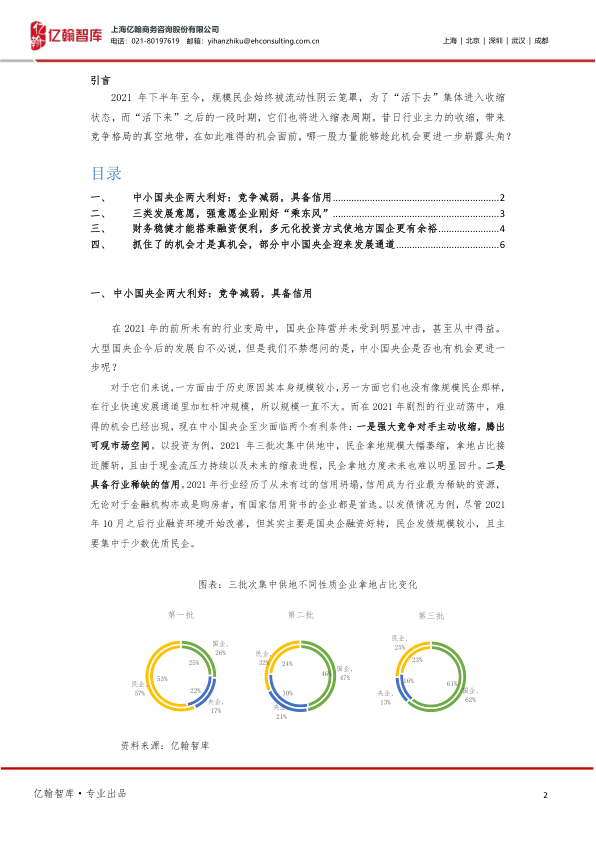 亿翰智库
上海亿翰商务咨询股份有限公司
电话：021-80197619 邮箱：yihanzhiku@ehconsulting.com.cn
上海 | 北京 | 深圳 | 武汉 | 成都
引言
2021 年下半年至今，规模民企始终被流动性阴云笼罩，为了“活下去”集体进入收缩
状态，而“活下来”之后的一段时期，它们也将进入缩表周期。昔日行业主力的收缩，带来
竞争格局的真空地带，在如此难得的机会面前，哪一股力量能够趁此机会更进一步崭露头角？
目录
一、 中小国央企两大利好：竞争减弱，具备信用....................2
二、 三类发展意愿，强意愿企业刚好“乘东风”....................3
三、 财务稳健才能搭乘融资便利，多元化投资方式使地方国企更有余裕....................4
四、 抓住了的机会才是真机会，部分中小国央企迎来发展通道....................6
一、中小国央企两大利好：竞争减弱，具备信用
在 2021 年的前所未有的行业变局中，国央企阵营并未受到明显冲击，甚至从中得益。
大型国央企今后的发展自不必说，但是我们不禁想问的是，中小国央企是否也有机会更进一
步呢？
对于它们来说，一方面由于历史原因其本身规模较小，另一方面它们也没有像规模民企那样，
在行业快速发展通道里加杠杆冲规模，所以规模一直不大。而在 2021 年剧烈的行业动荡中，难
得的机会已经出现，现在中小国央企至少面临两个有利条件：一是强大竞争对手主动收缩，腾出
可观市场空间。以投资为例，2021 年三批次集中供地中，民企拿地规模大幅萎缩，拿地占比接
近腰斩，且由于现金流压力持续以及未来的缩表进程，民企拿地力度未来也难以明显回升。二是
具备行业稀缺的信用。2021 年行业经历了从未有过的信用坍塌，信用成为行业最为稀缺的资源，
无论对于金融机构亦或是购房者，有国家信用背书的企业都是首选。以发债情况为例，尽管 2021
年 10 月之后行业融资环境开始改善，但其实主要是国央企融资好转，民企发债规模较小，且主
要集中于少数优质民企。
图表：三批次集中供地不同性质企业拿地占比变化
第一批
国企，
26%
25%
53%
民企，
57%
22%
央企，
17%
第二批
民企，
32%
24%
46%
国企，
47%
30%
央企，
21%
第三批
民企，
25%
23%
16%
61%
央企，
13%
国企，
62%
资料来源：亿翰智库
亿翰智库•专业出品
2